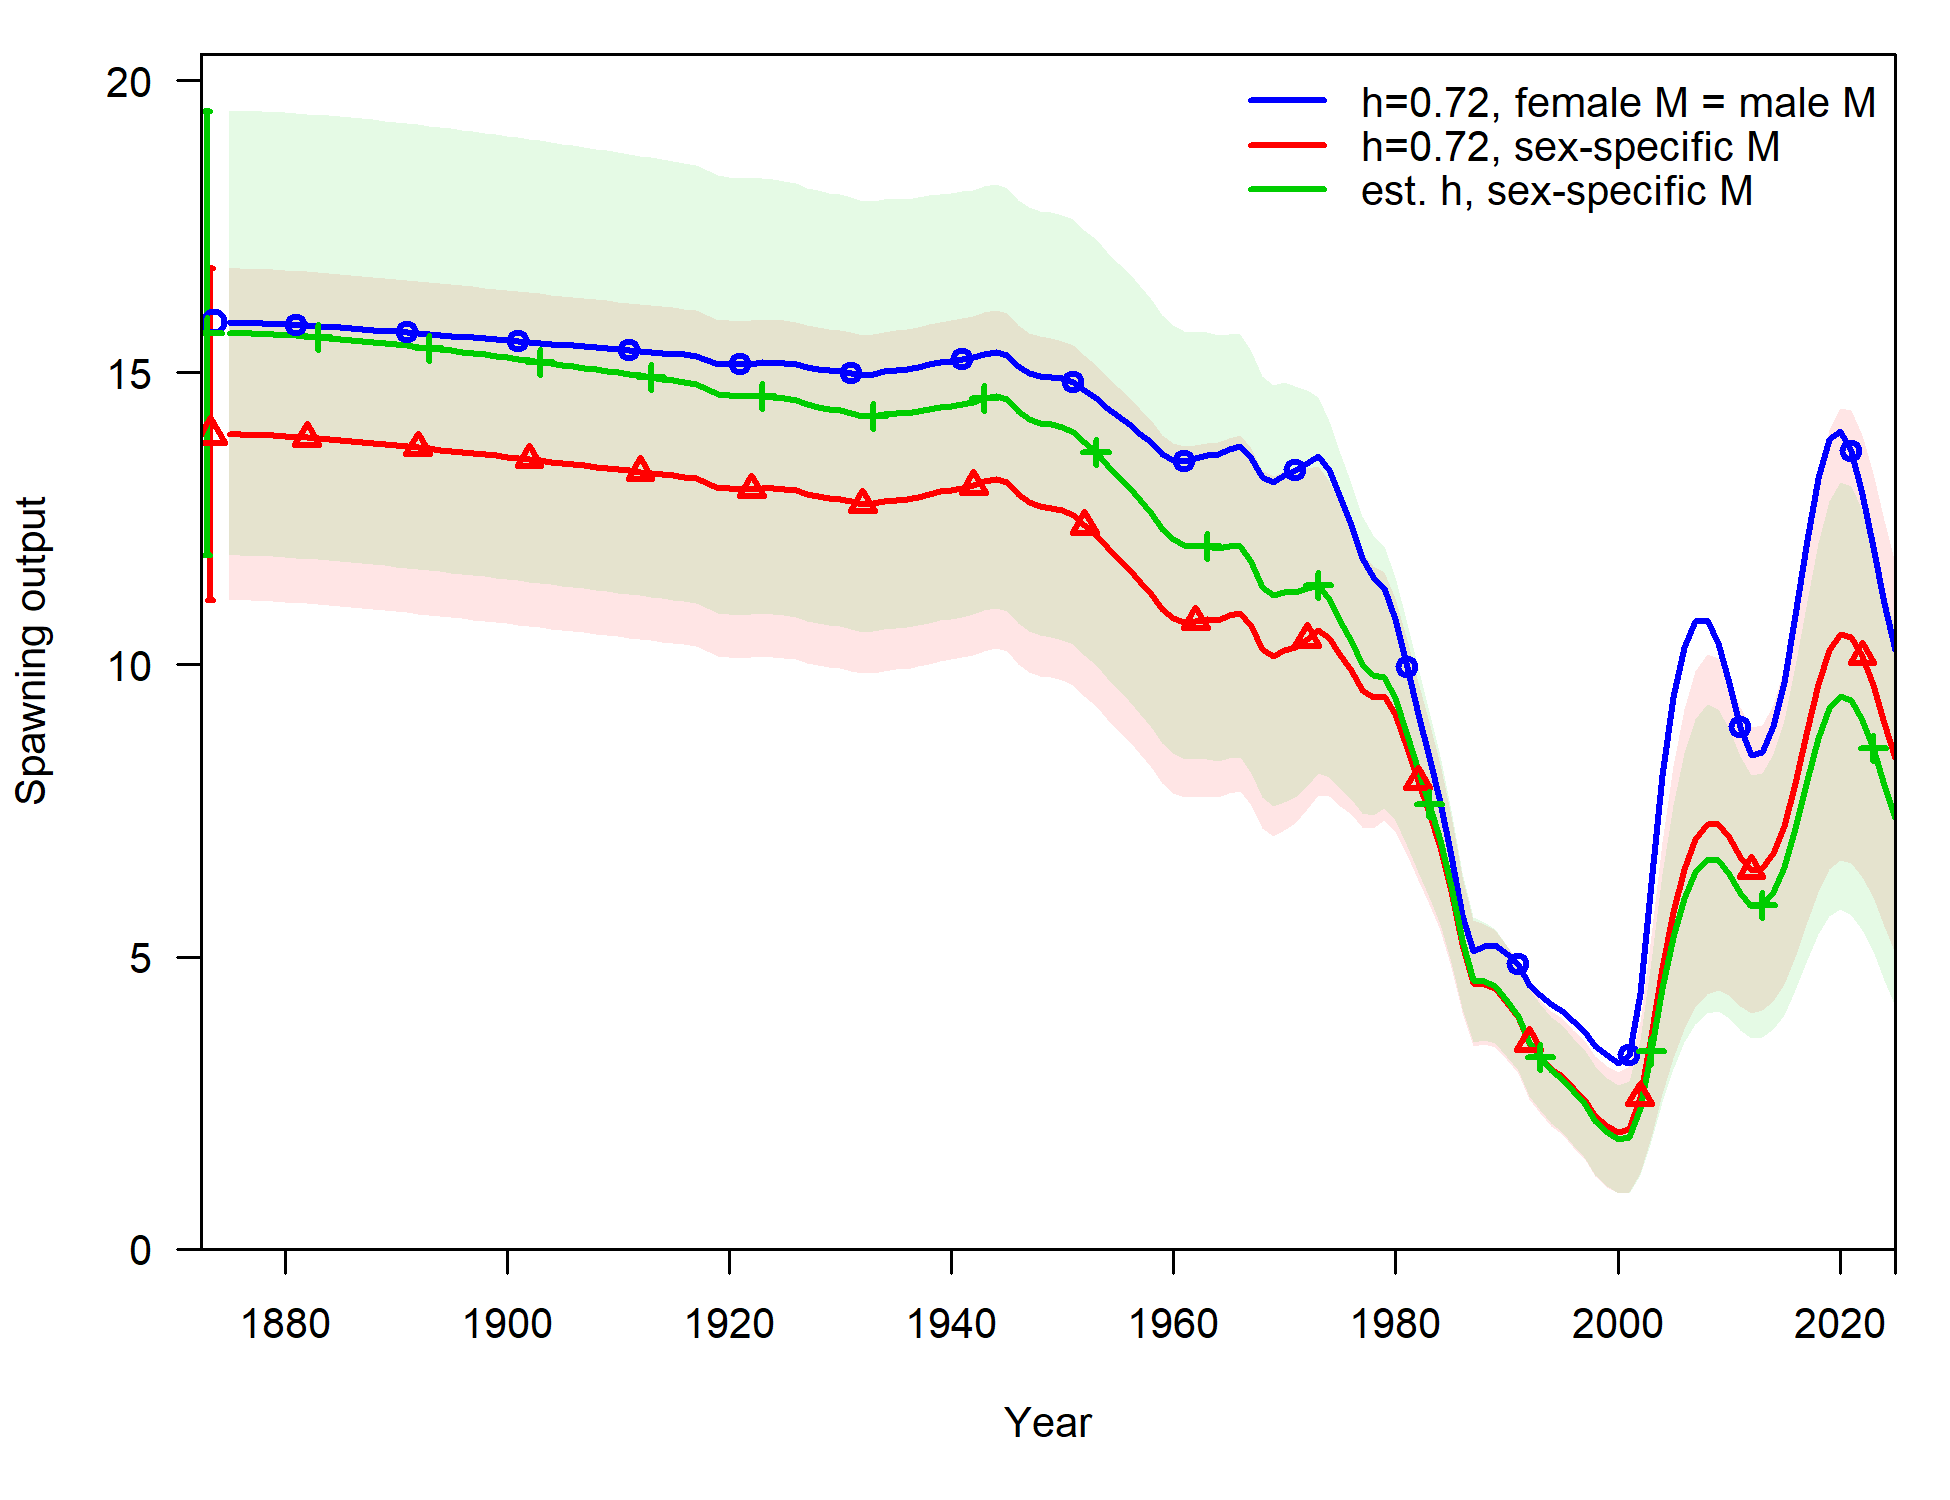 20
15
10
5
0
Spawning output
h=0.72, female M = male M
h=0.72, sex-specific M
est. h, sex-specific M
1880 1900 1920 1940 1960 1980 2000 2020
Year